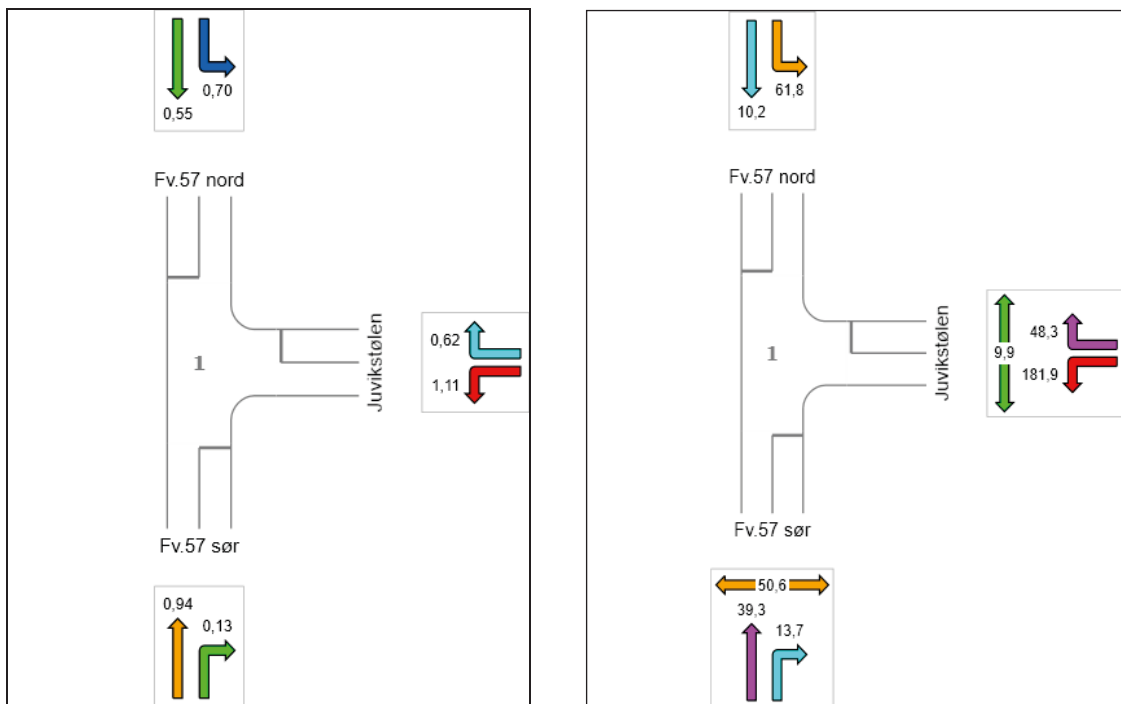 0,70
0,55
Fv.57 nord
0,62
1
1,11
Juvikstølen
Fv.57 sør
0,94
0,13
61,8
10,2
Fv.57 nord
48,3
9,9
1
181,9
Juvikstølen
Fv.57 sør
50,6
39,3
13,7